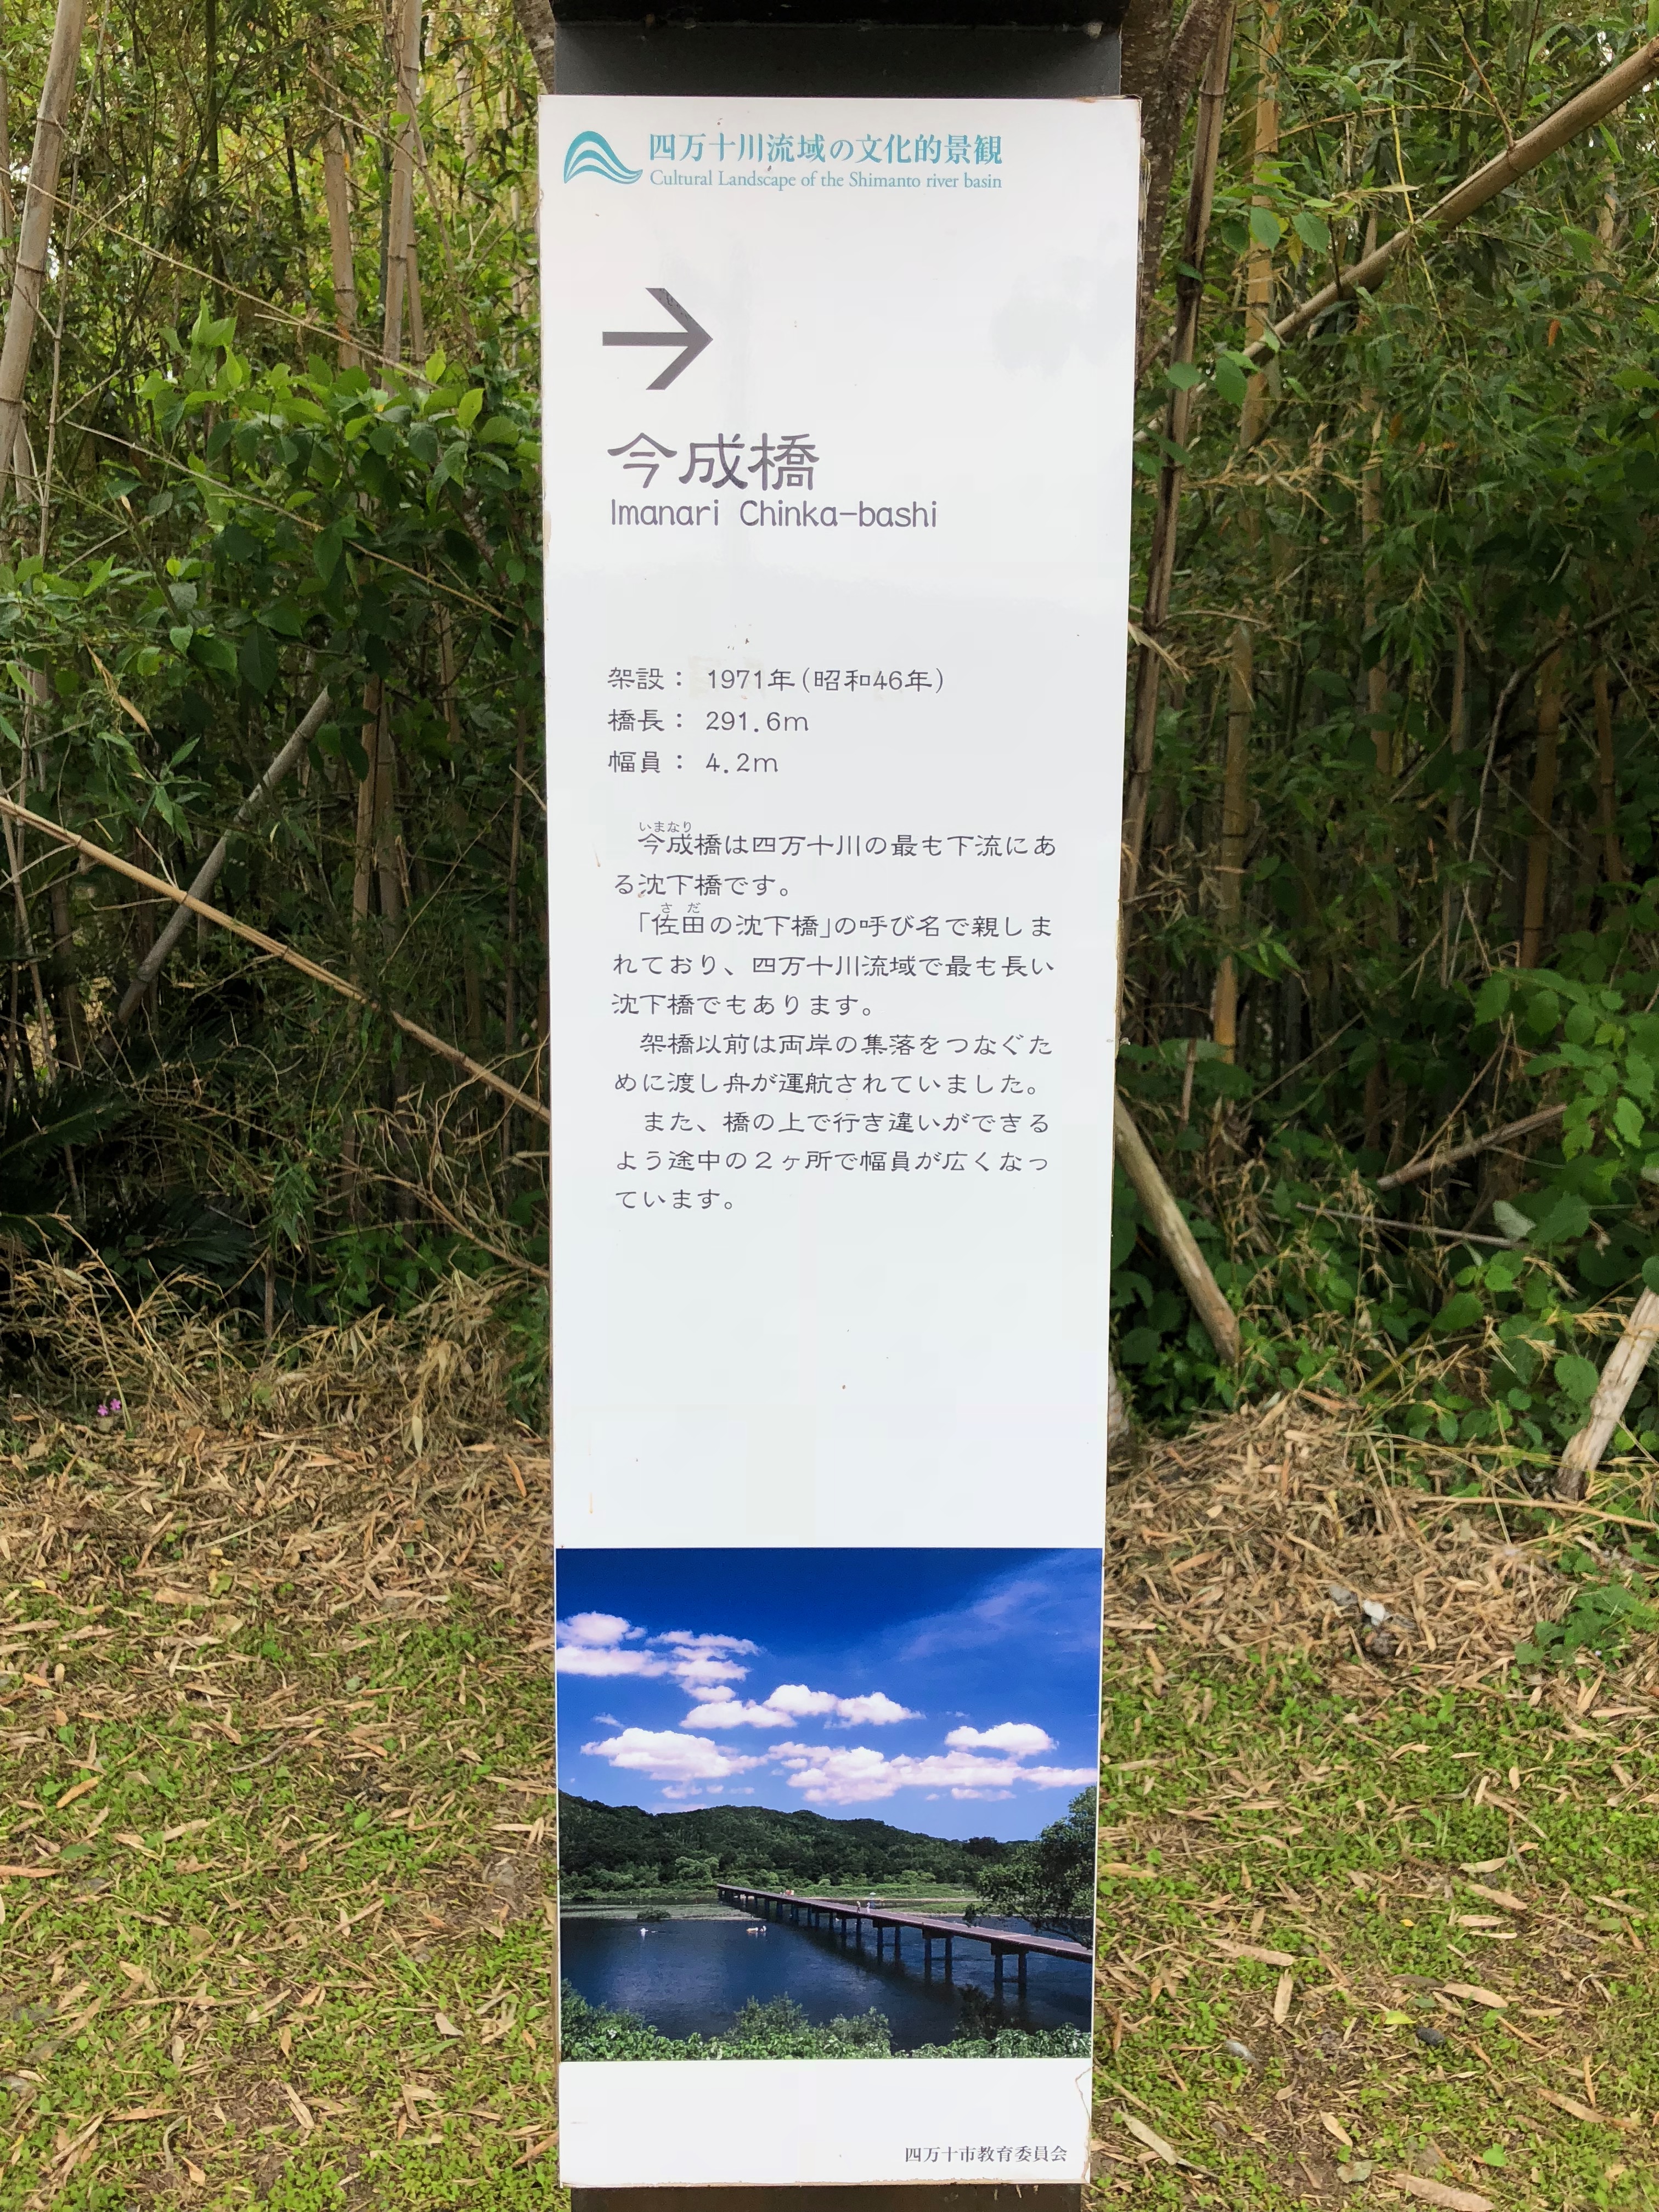 四万十川流域の文化的景観
Cultural Landscape of the Shimanto river basin
今成橋
Imanari Chinka-bashi
架設： 1971年(昭和46年)
橋長： 291.6m
幅員： 4.2m
いまなり
今成橋は四万十川の最も下流にあ
る沈下橋です。
さだ
「佐田の沈下橋」の呼び名で親しま
れており、四万十川流域で最も長い
沈下橋でもあります。
架橋以前は両岸の集落をつなぐた
めに渡し舟が運航されていました。
また、橋の上で行き違いができる
よう途中の２ヶ所で幅員が広くなっ
ています。
四万十市教育委員会